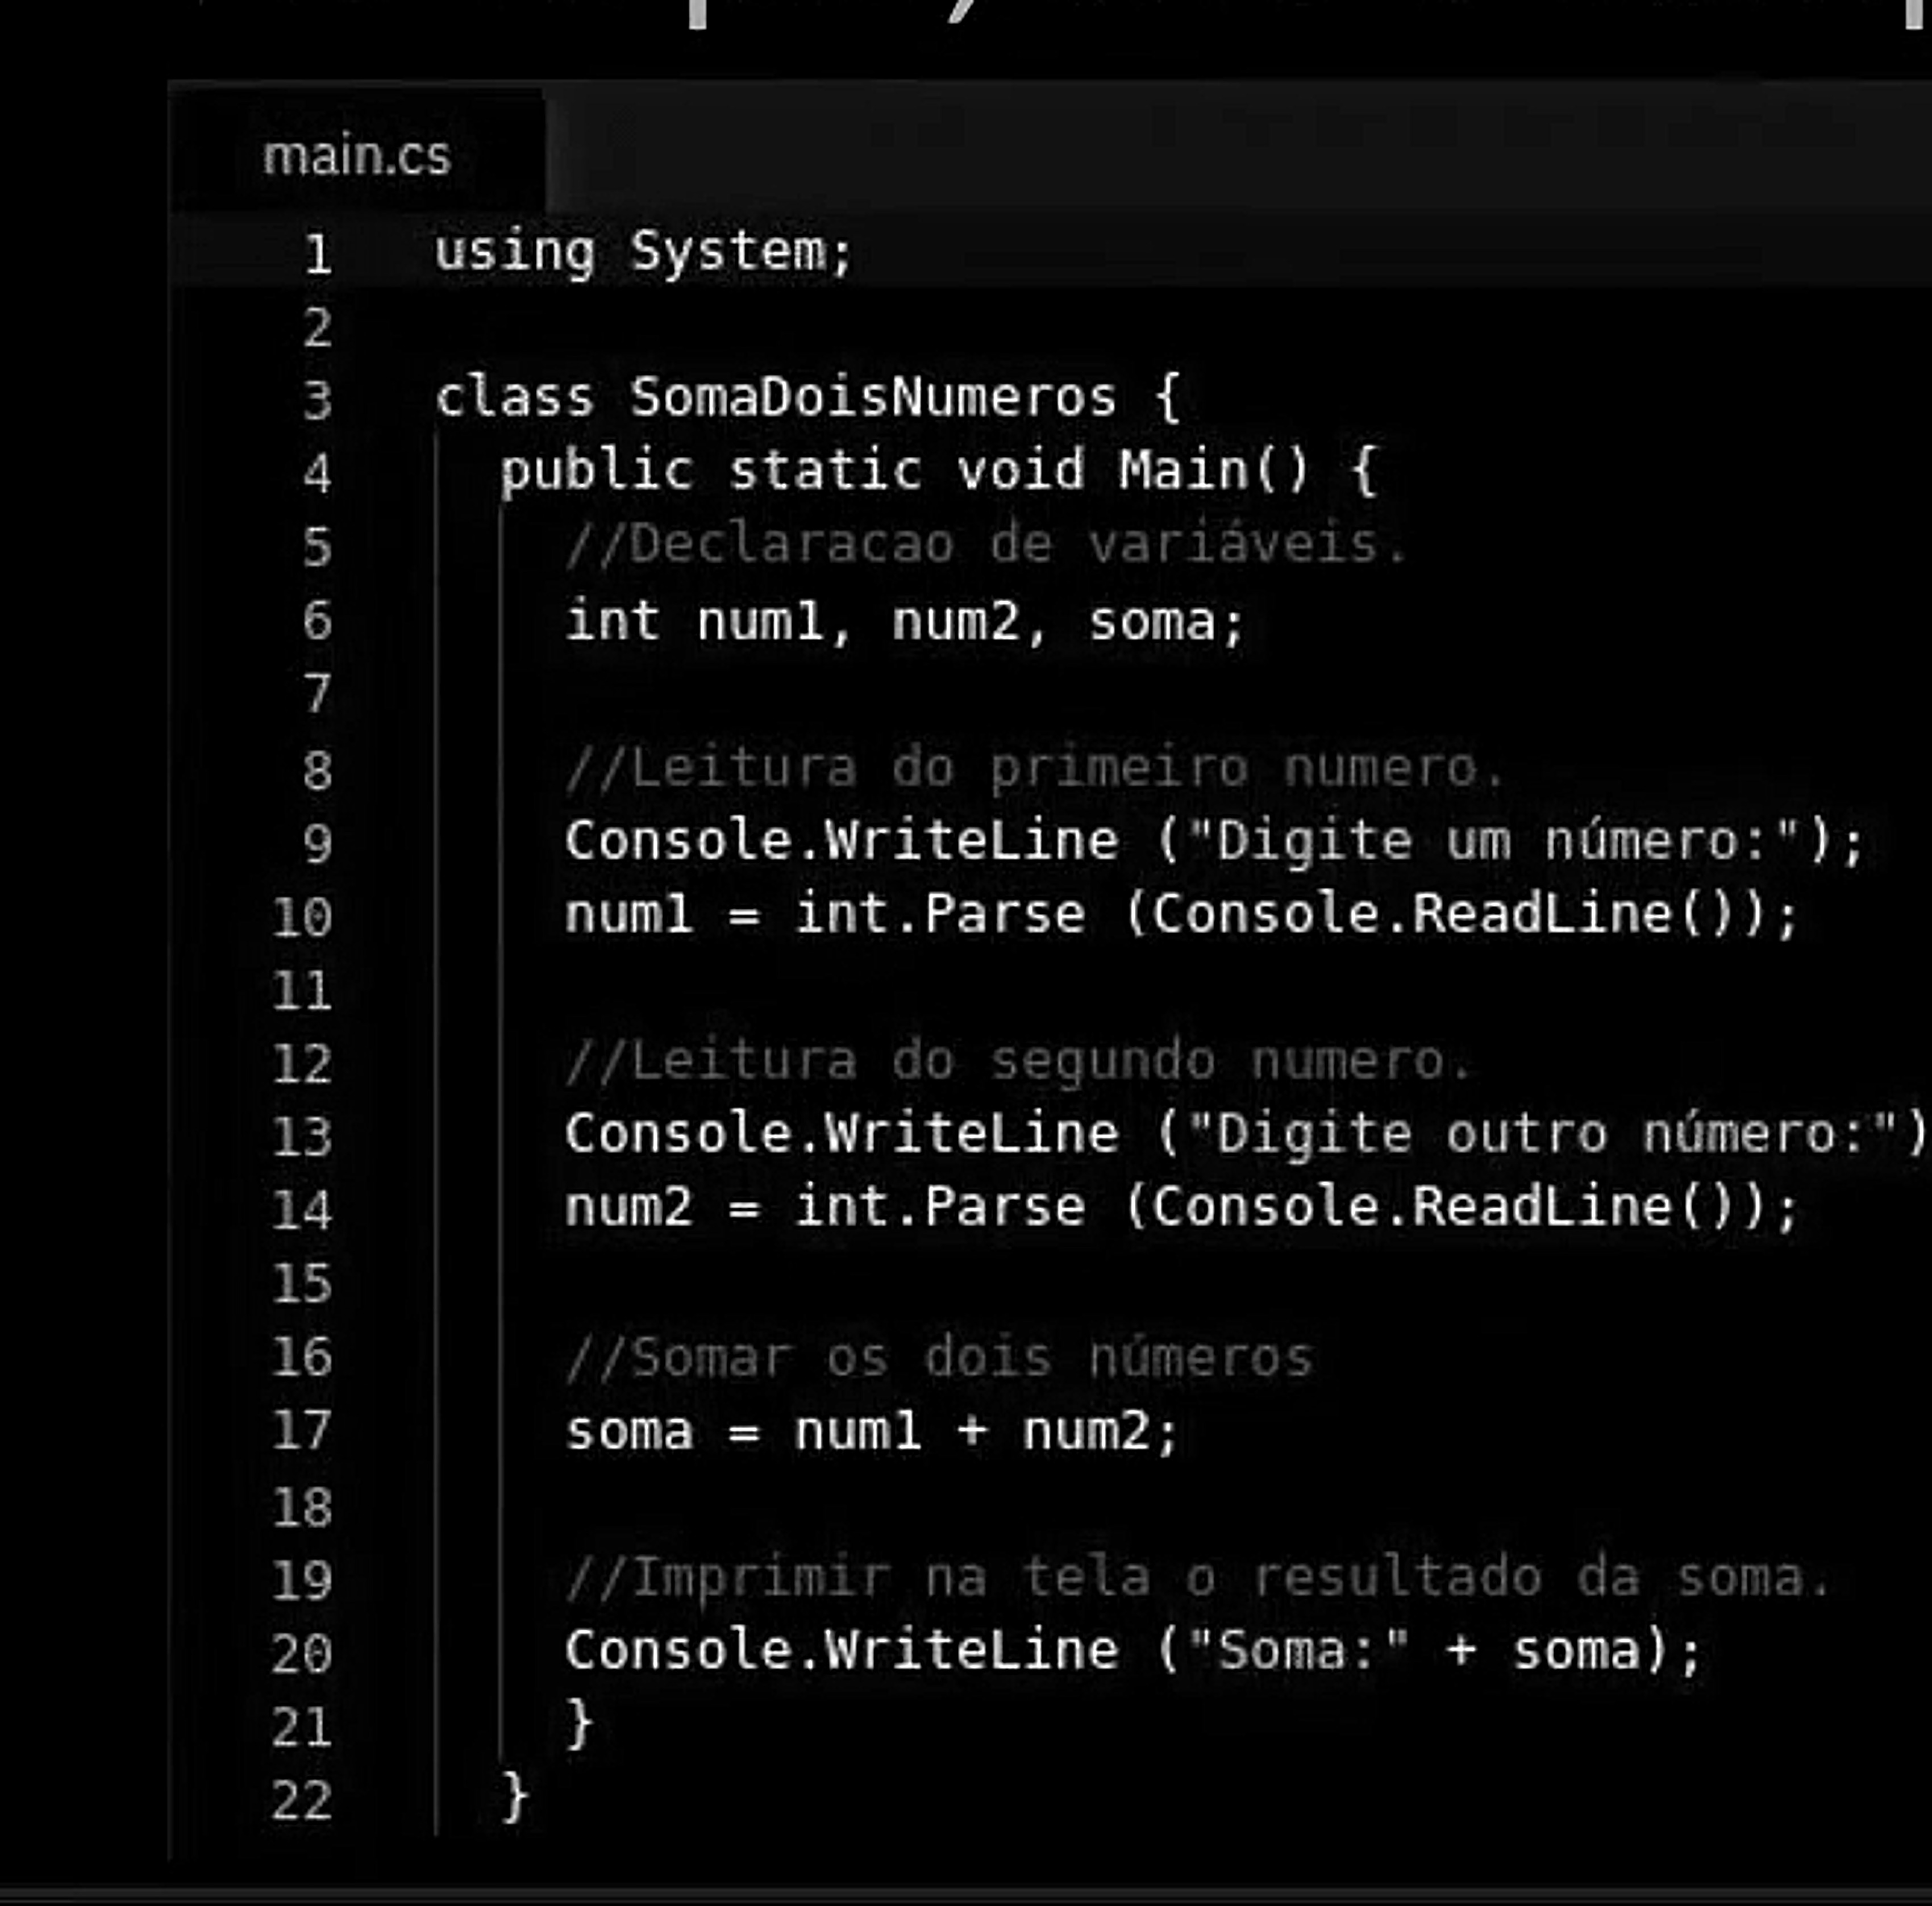 main.cs
1 using System;
2
3 class SomaDoisNumeros {
4 public static void Main() {
5 //Declaracao de variáveis.
6 int num1, num2, soma;
7
8 //Leitura do primeiro numero.
9 Console.WriteLine ("Digite um número:");
10 num1 = int.Parse (Console.ReadLine());
11
12 //Leitura do segundo numero.
13 Console.WriteLine ("Digite outro número:")
14 num2 = int.Parse (Console.ReadLine());
15
16 //Somar os dois números
17 soma = num1 + num2;
18
19 //Imprimir na tela o resultado da soma.
20 Console.WriteLine ("Soma:" + soma);
21 }
22 }